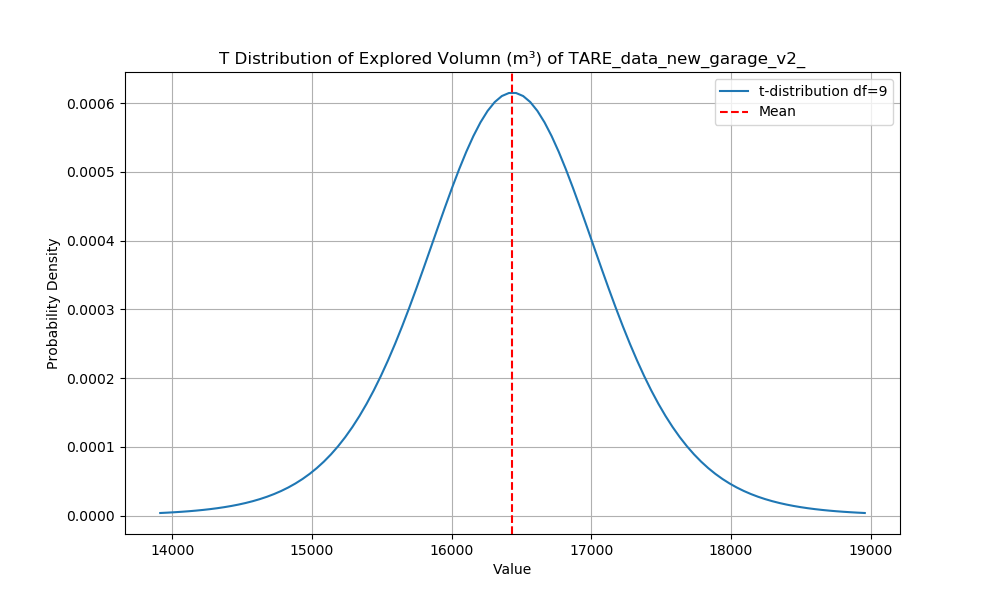 T Distribution of Explored Volumn (m³) of TARE_data_new_garage_v2_
t-distribution df=9
Mean
0.0006
0.0005
0.0004
0.0003
0.0002
0.0001
0.0000
Probability Density
14000 15000 16000 17000 18000 19000
Value